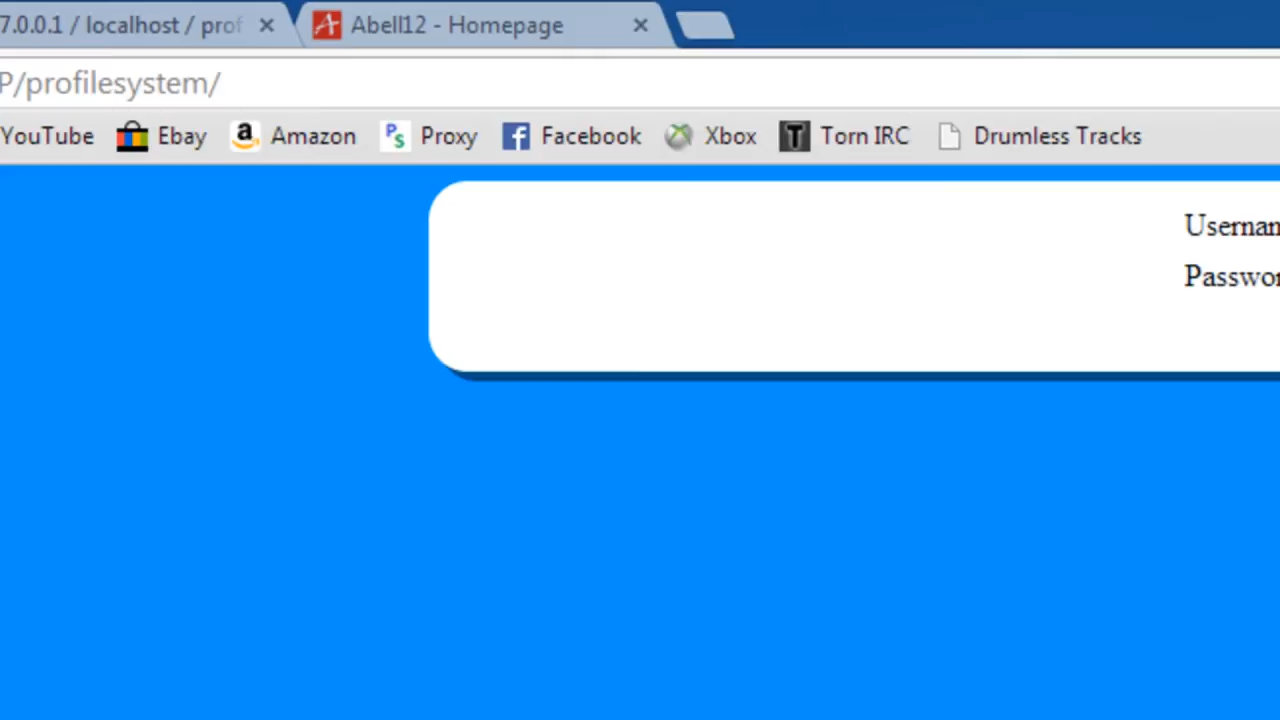 7.0.0.1 / localhost / prof Abell12 - Homepage
P/profilesystem/
YouTube Ebay Amazon Proxy Facebook Xbox Torn IRC Drumless Tracks
Usernam
Passwor